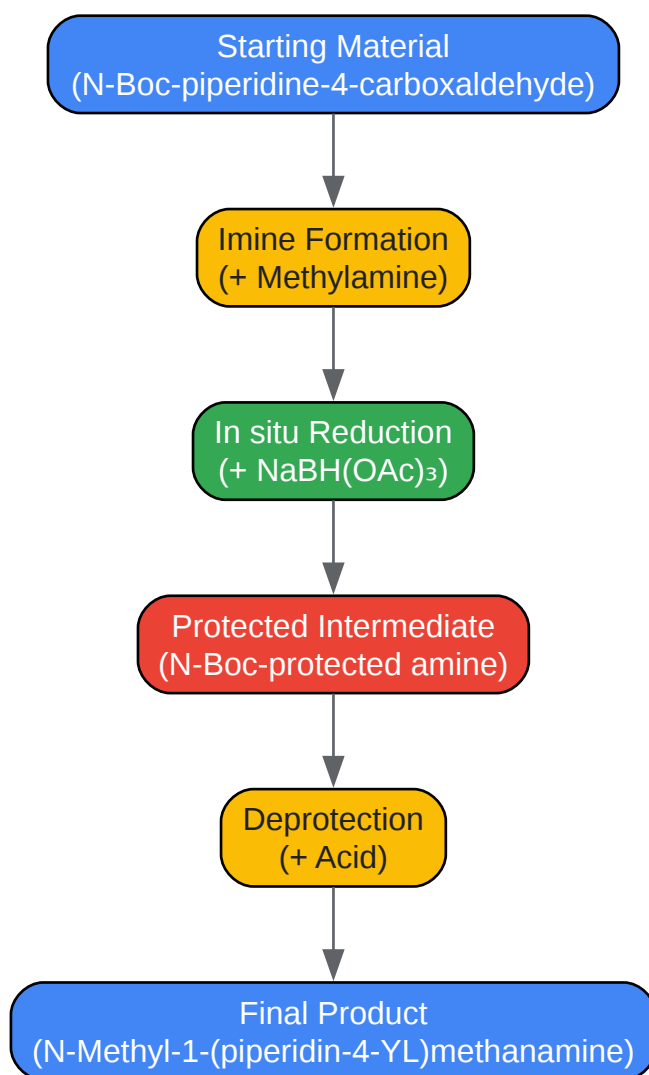 Starting Material
(N-Boc-piperidine-4-carboxaldehyde)
Imine Formation
(+ Methylamine)
In situ Reduction
(+ NaBH(OAc)₃)
Protected Intermediate
(N-Boc-protected amine)
Deprotection
(+ Acid)
Final Product
(N-Methyl-1-(piperidin-4-YL)methanamine)